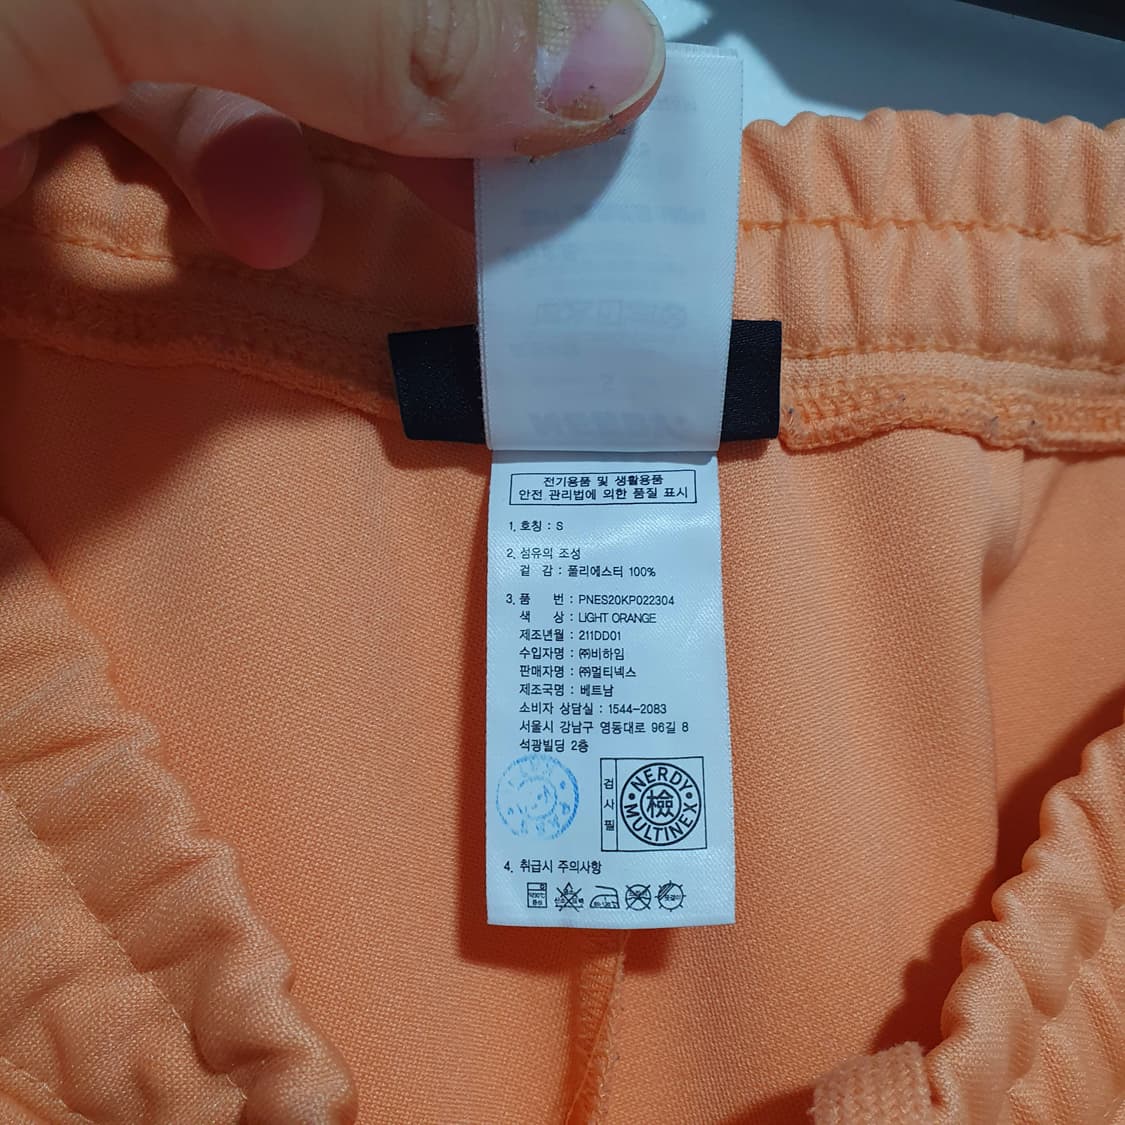 전기용품 및 생활용품
안전 관리법에 의한 품질 표시
1. 호칭 : S
2. 섬유의 조성
겉 감 : 폴리에스터 100%
3. 품 번 : PNES20KP022304
색 상 : LIGHT ORANGE
제조년월 : 211DD01
수입자명 : ㈜비하임
판매자명 : ㈜멀티넥스
제조국명 : 베트남
소비자 상담실 : 1544-2083
서울시 강남구 영동대로 96길 8
석광빌딩 2층
검사필
NERDY
檢
MULTINEX
4. 취급시 주의사항